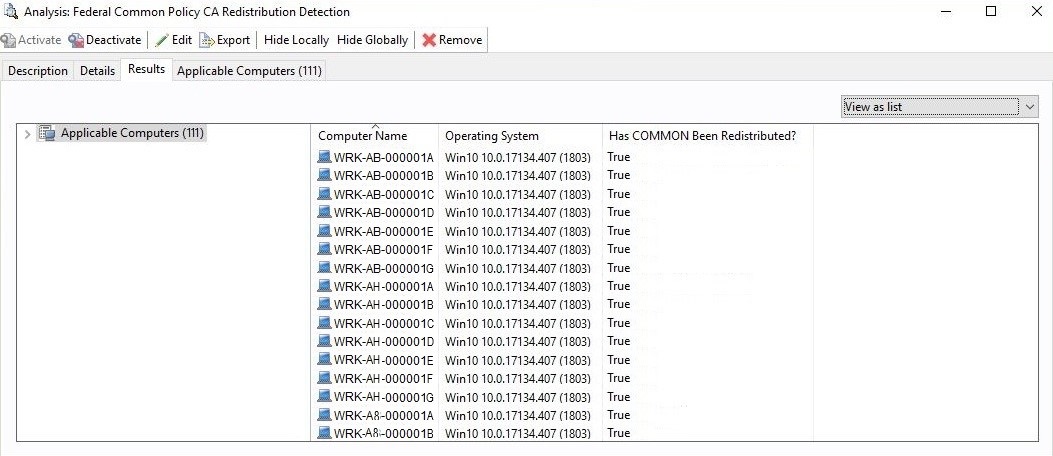 Analysis: Federal Common Policy CA Redistribution Detection
Activate Deactivate Edit Export Hide Locally Hide Globally Remove
Description Details Results Applicable Computers (111)
View as list
Applicable Computers (111)
Computer Name Operating System Has COMMON Been Redistributed?
WRK-AB-000001A Win10 10.0.17134.407 (1803) True
WRK-AB-000001B Win10 10.0.17134.407 (1803) True
WRK-AB-000001C Win10 10.0.17134.407 (1803) True
WRK-AB-000001D Win10 10.0.17134.407 (1803) True
WRK-AB-000001E Win10 10.0.17134.407 (1803) True
WRK-AB-000001F Win10 10.0.17134.407 (1803) True
WRK-AB-000001G Win10 10.0.17134.407 (1803) True
WRK-AH-000001A Win10 10.0.17134.407 (1803) True
WRK-AH-000001B Win10 10.0.17134.407 (1803) True
WRK-AH-000001C Win10 10.0.17134.407 (1803) True
WRK-AH-000001D Win10 10.0.17134.407 (1803) True
WRK-AH-000001E Win10 10.0.17134.407 (1803) True
WRK-AH-000001F Win10 10.0.17134.407 (1803) True
WRK-AH-000001G Win10 10.0.17134.407 (1803) True
WRK-A8-000001A Win10 10.0.17134.407 (1803) True
WRK-A8-000001B Win10 10.0.17134.407 (1803) True